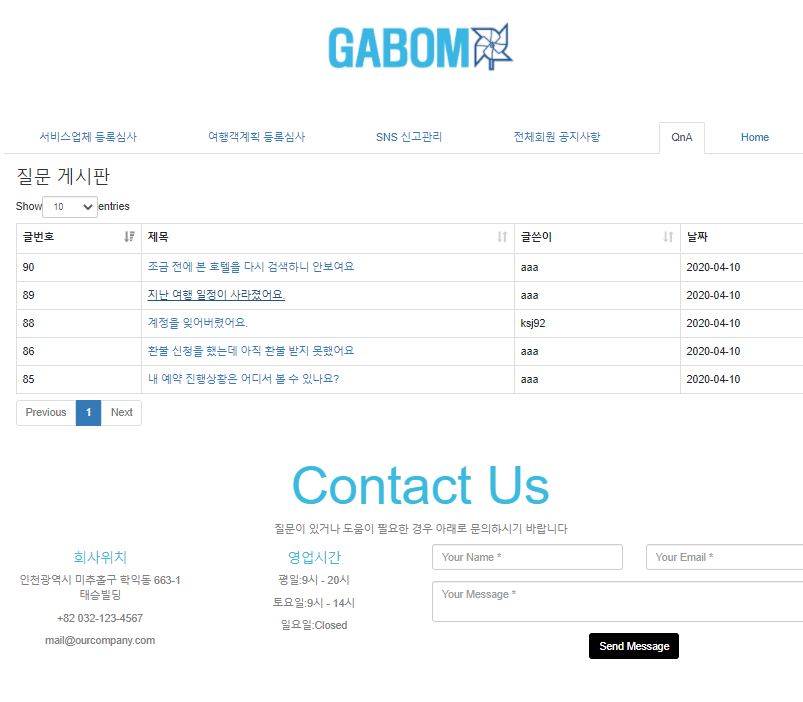 GABOM
서비스업체 등록심사 여행객계획 등록심사 SNS 신고관리 전체회원 공지사항 QnA Home
질문 게시판
Show 10 entries
글번호 제목 글쓴이 날짜
90 조금 전에 본 호텔을 다시 검색하니 안보여요 aaa 2020-04-10
89 지난 여행 일정이 사라졌어요. aaa 2020-04-10
88 계정을 잊어버렸어요. ksj92 2020-04-10
86 환불 신청을 했는데 아직 환불 받지 못했어요 aaa 2020-04-10
85 내 예약 진행상황은 어디서 볼 수 있나요? aaa 2020-04-10
Previous 1 Next
Contact Us
질문이 있거나 도움이 필요한 경우 아래로 문의하시기 바랍니다
회사위치
인천광역시 미추홀구 학익동 663-1
태승빌딩
+82 032-123-4567
mail@ourcompany.com
영업시간
평일:9시 - 20시
토요일:9시 - 14시
일요일:Closed
Your Name *
Your Email *
Your Message *
Send Message